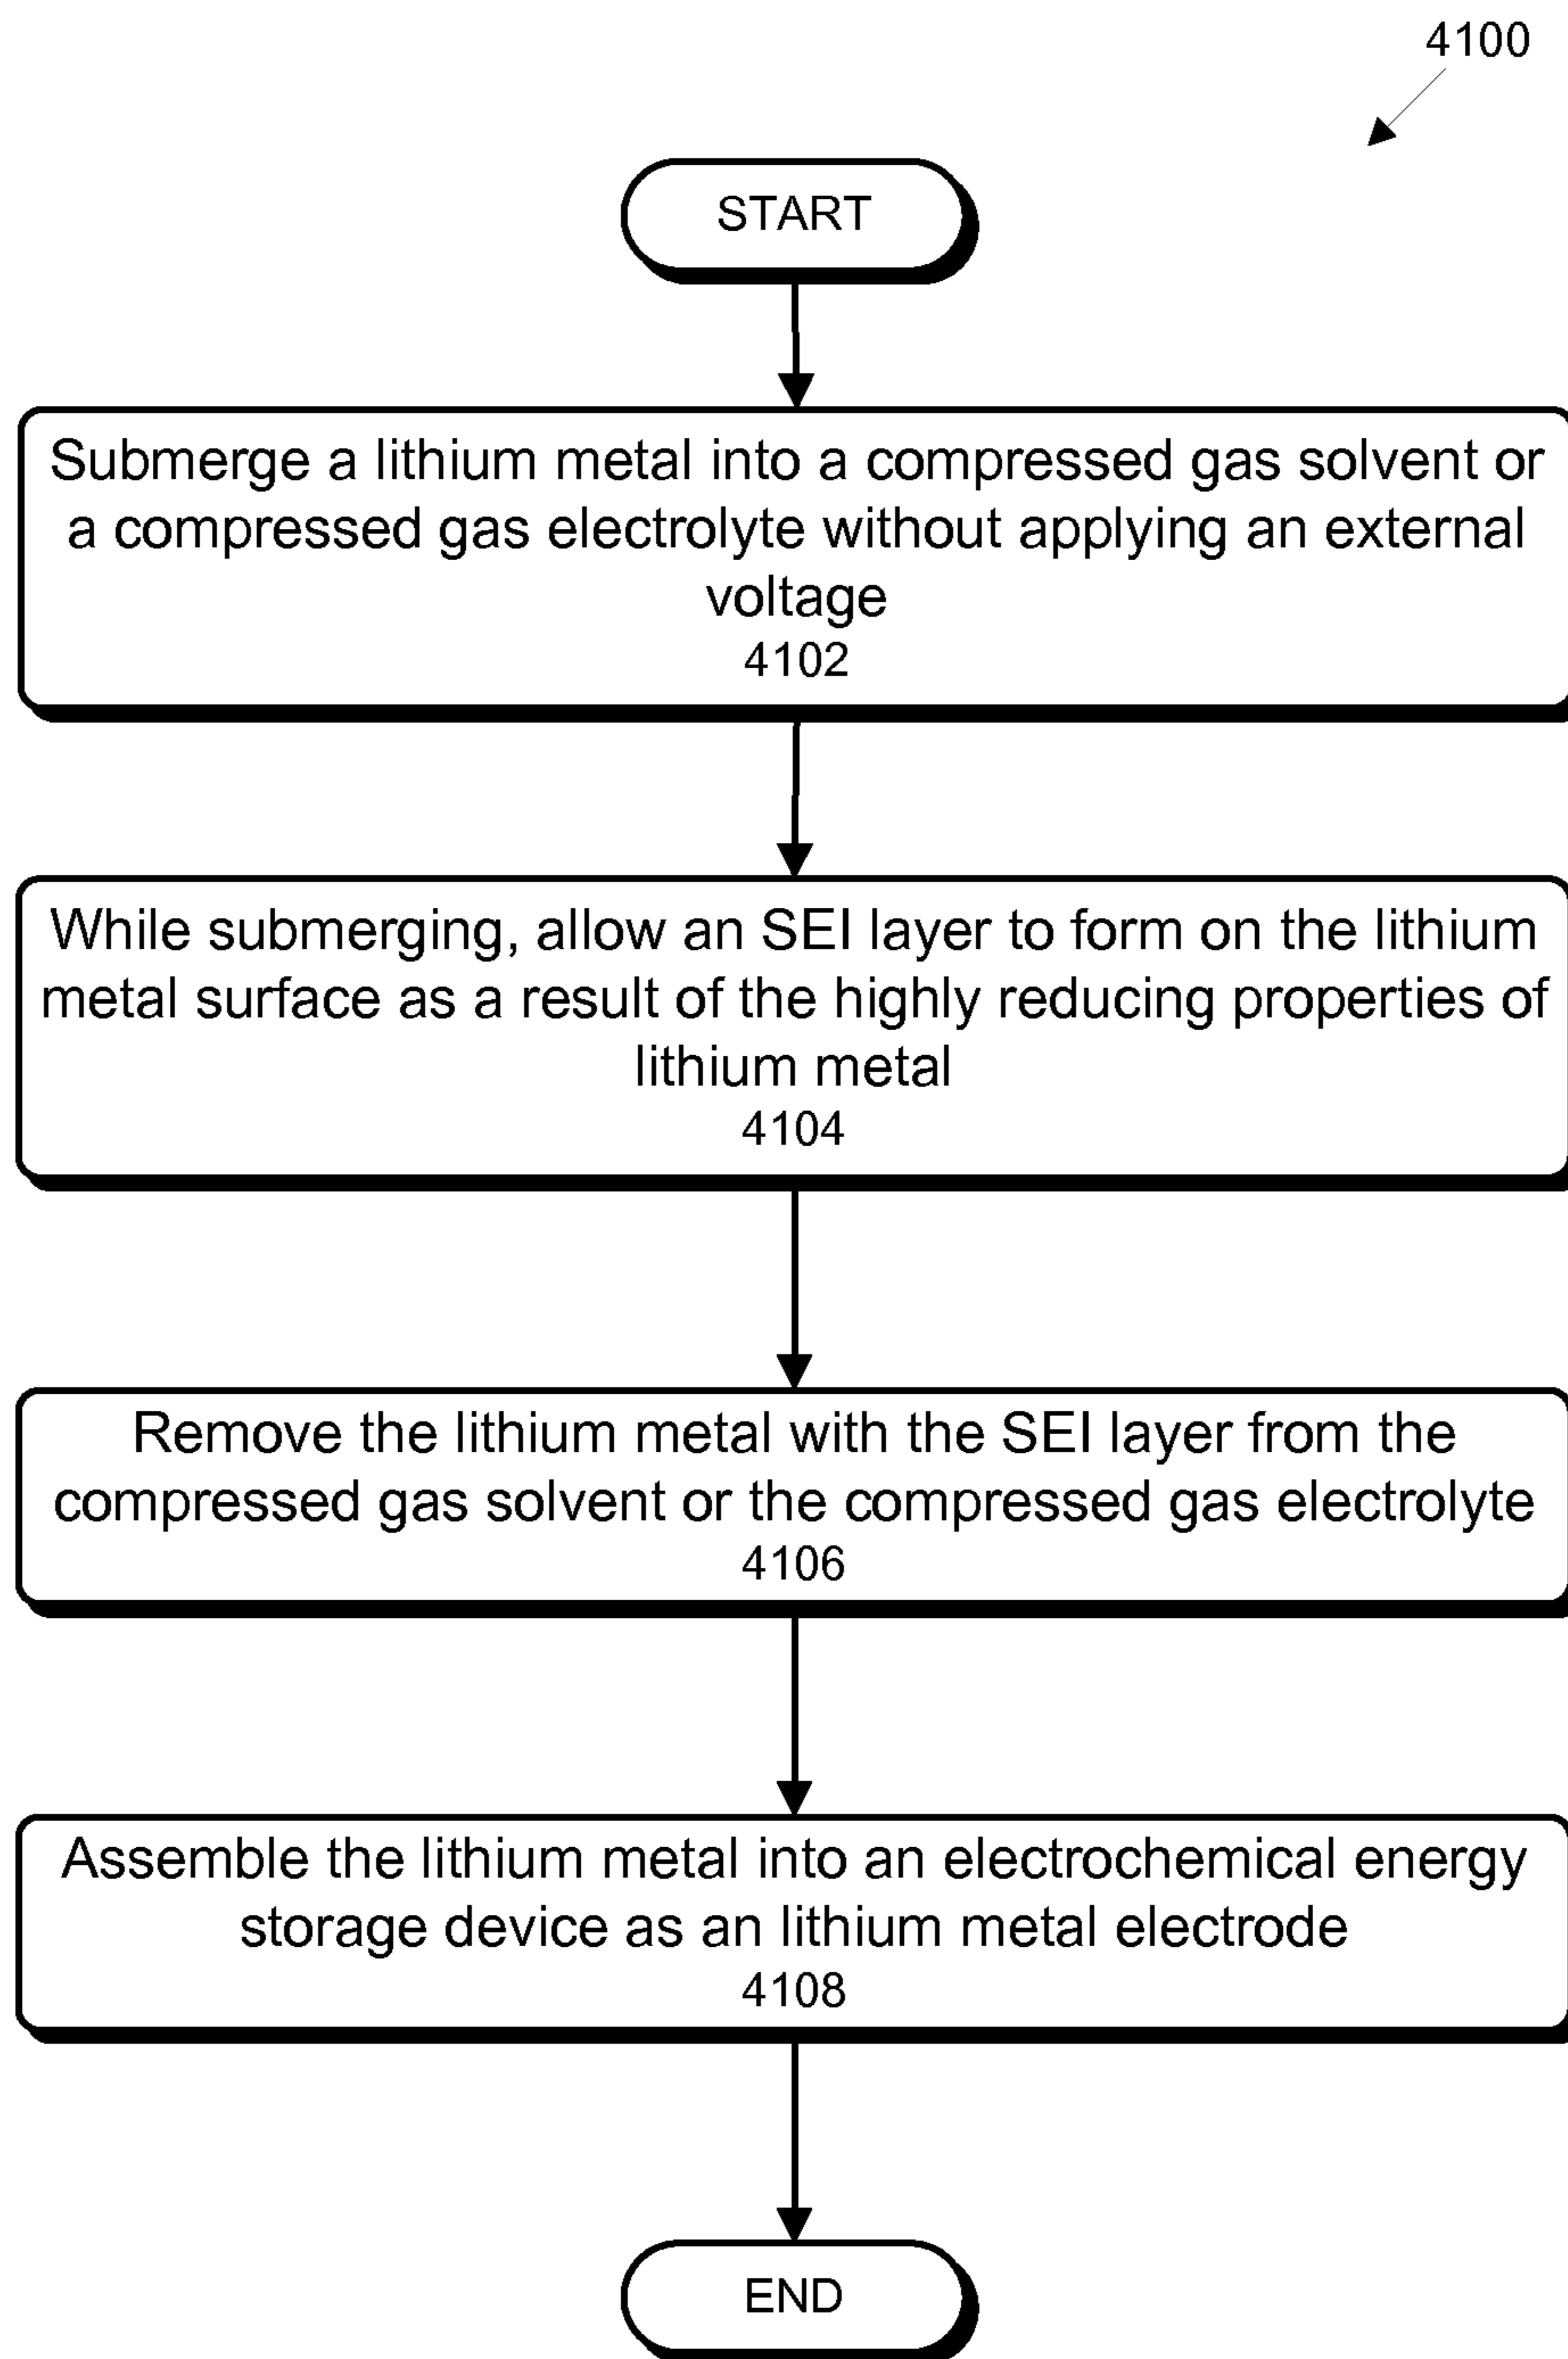 4100
START
Submerge a lithium metal into a compressed gas solvent or
a compressed gas electrolyte without applying an external
voltage
4102
While submerging, allow an SEI layer to form on the lithium
metal surface as a result of the highly reducing properties of
lithium metal
4104
Remove the lithium metal with the SEI layer from the
compressed gas solvent or the compressed gas electrolyte
4106
Assemble the lithium metal into an electrochemical energy
storage device as an lithium metal electrode
4108
END